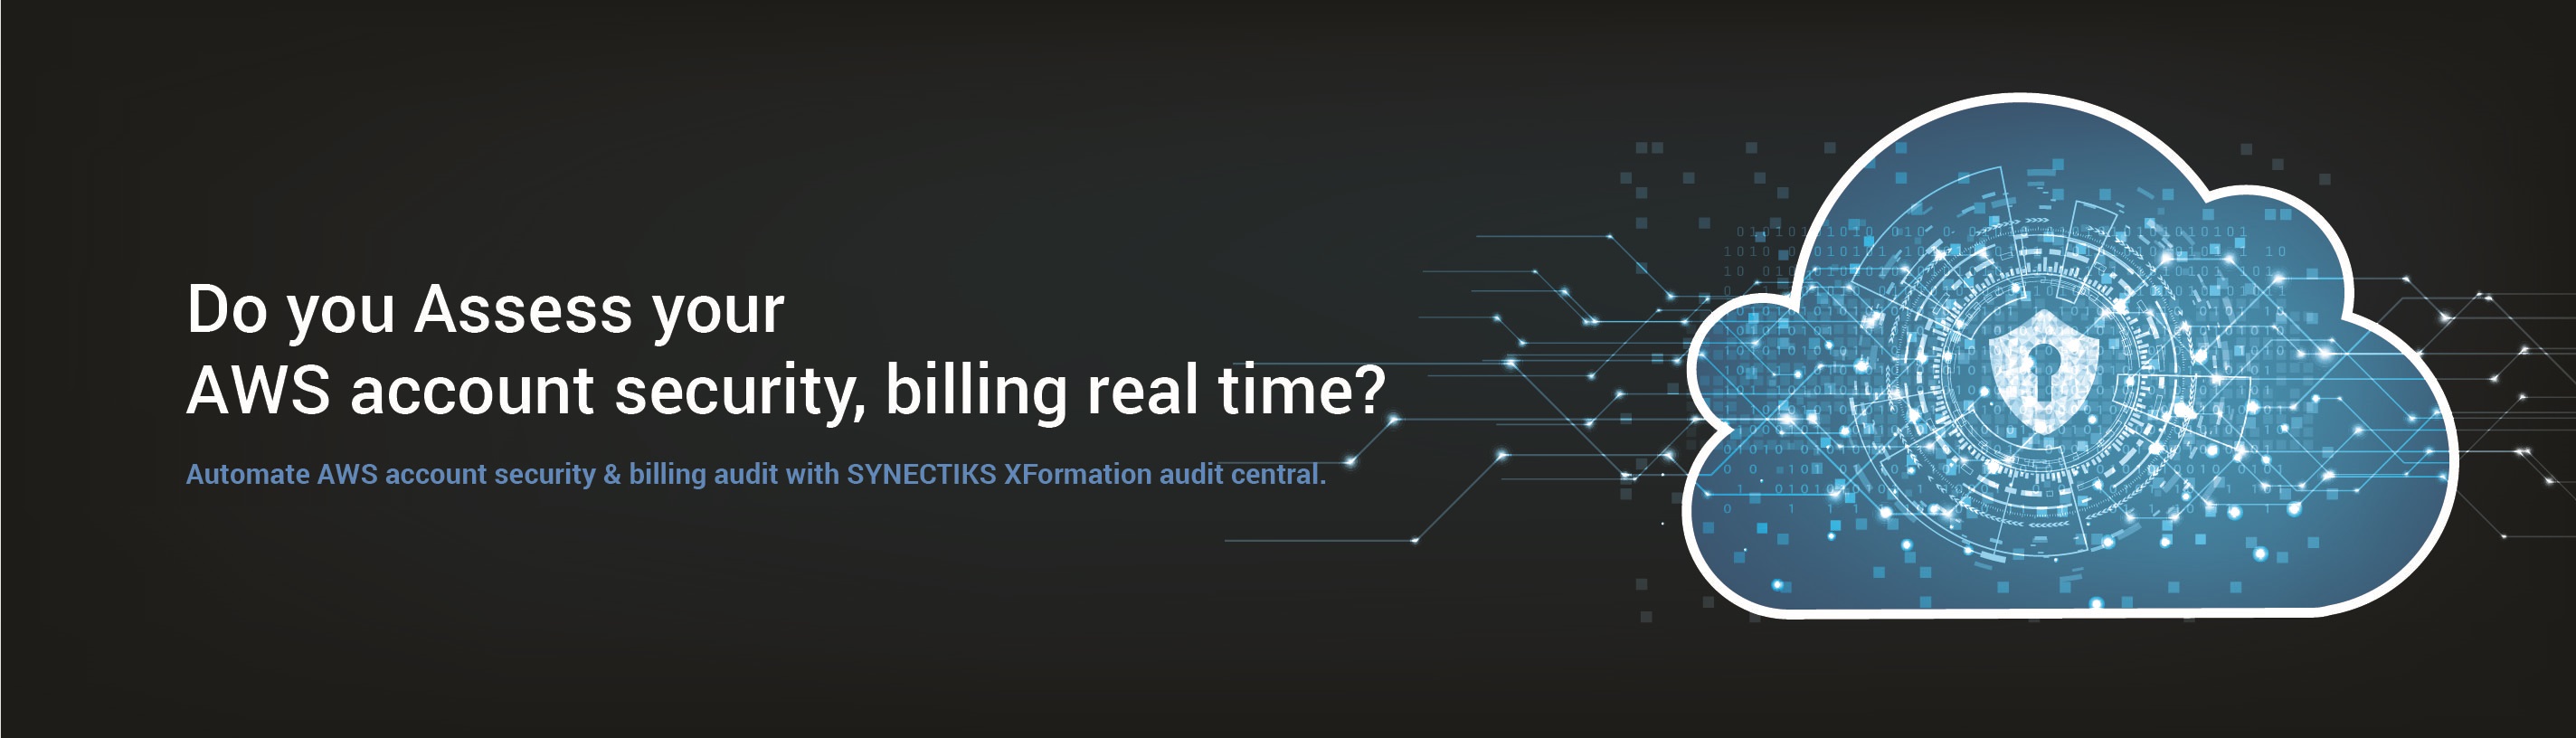 Do you Assess your
AWS account security, billing real time?
Automate AWS account security & billing audit with SYNECTIKS XFormation audit central.